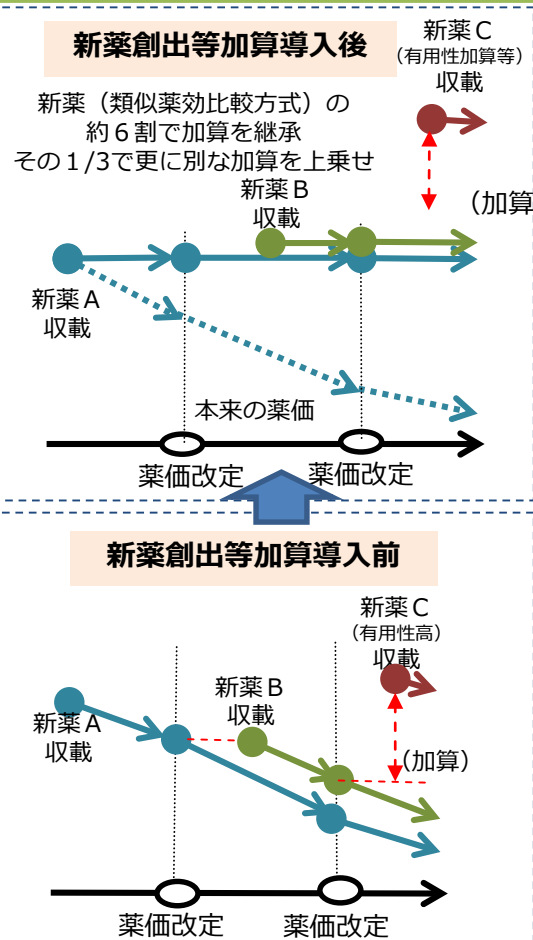 新薬創出等加算導入後
新薬Ｃ
（有用性加算等）
収載
新薬（類似薬効比較方式）の
約６割で加算を継承
その１/3で更に別な加算を上乗せ
新薬Ｂ
収載
（加算
新薬Ａ
収載
本来の薬価
薬価改定
薬価改定
新薬創出等加算導入前
新薬Ｃ
（有用性高）
収載
新薬Ｂ
収載
新薬Ａ
収載
（加算）
薬価改定
薬価改定